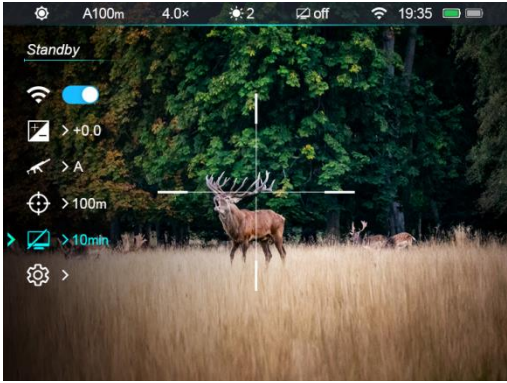 A100m 4.0× 2 off 19:35
Standby
> +0.0
> A
> 100m
> 10min
>